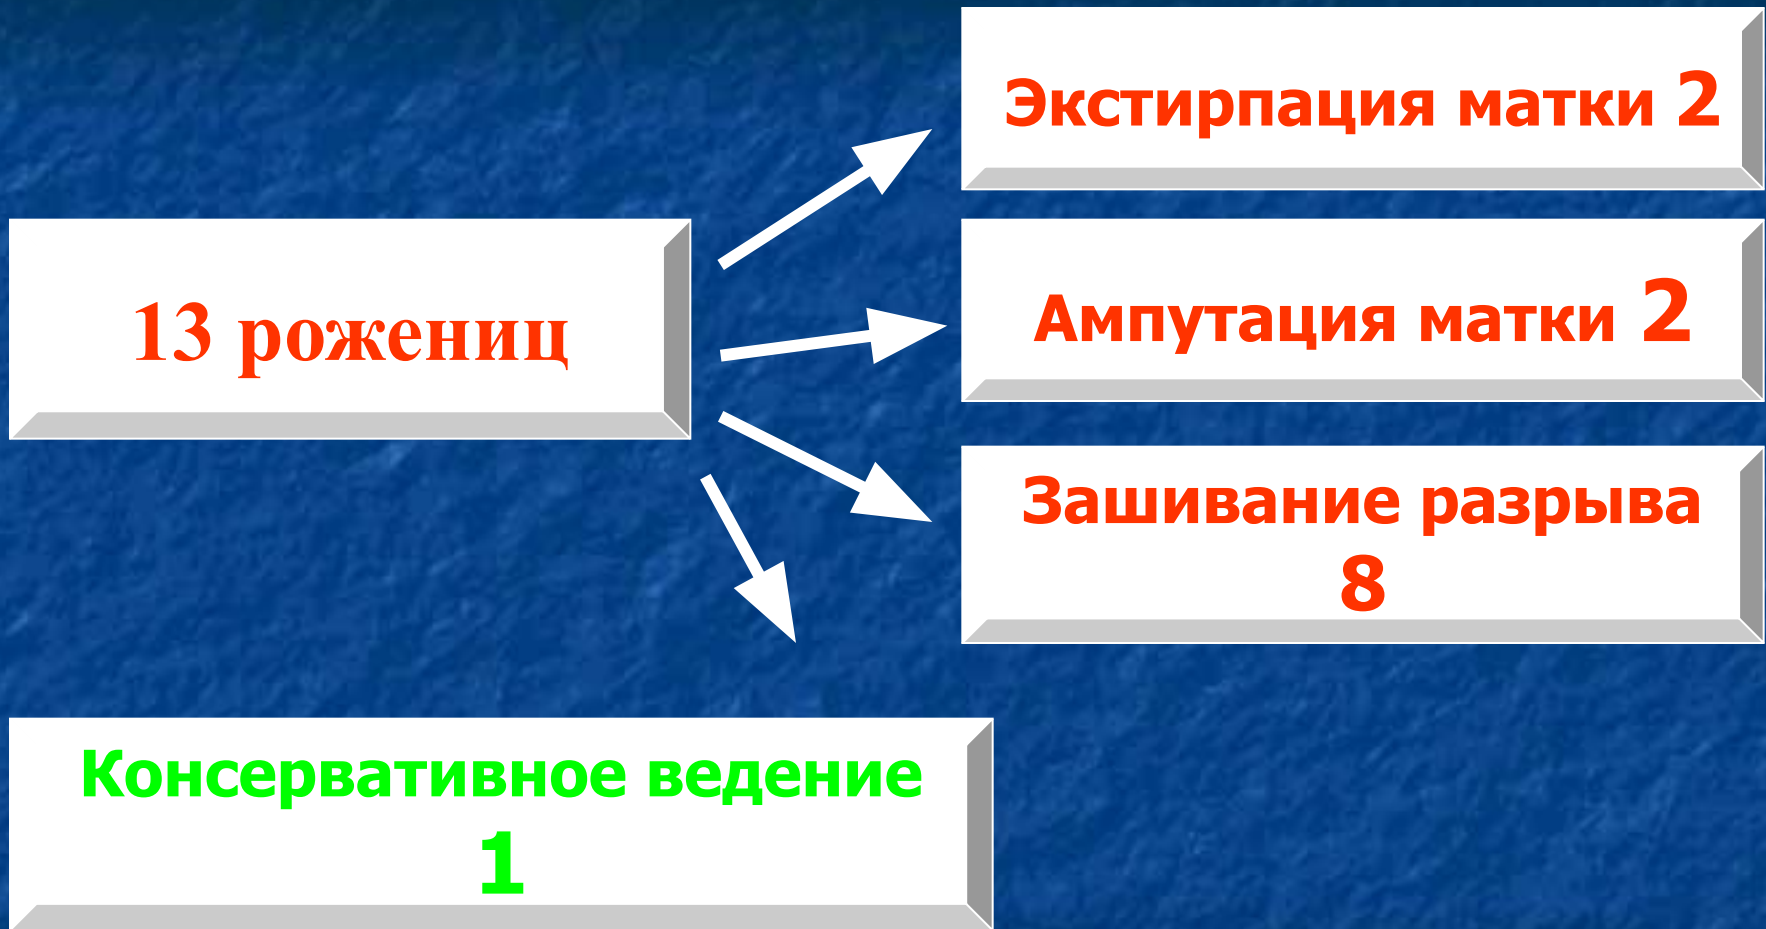 Экстирпация матки 2
13 рожениц
Ампутация матки 2
Зашивание разрыва
8
Консервативное ведение
1